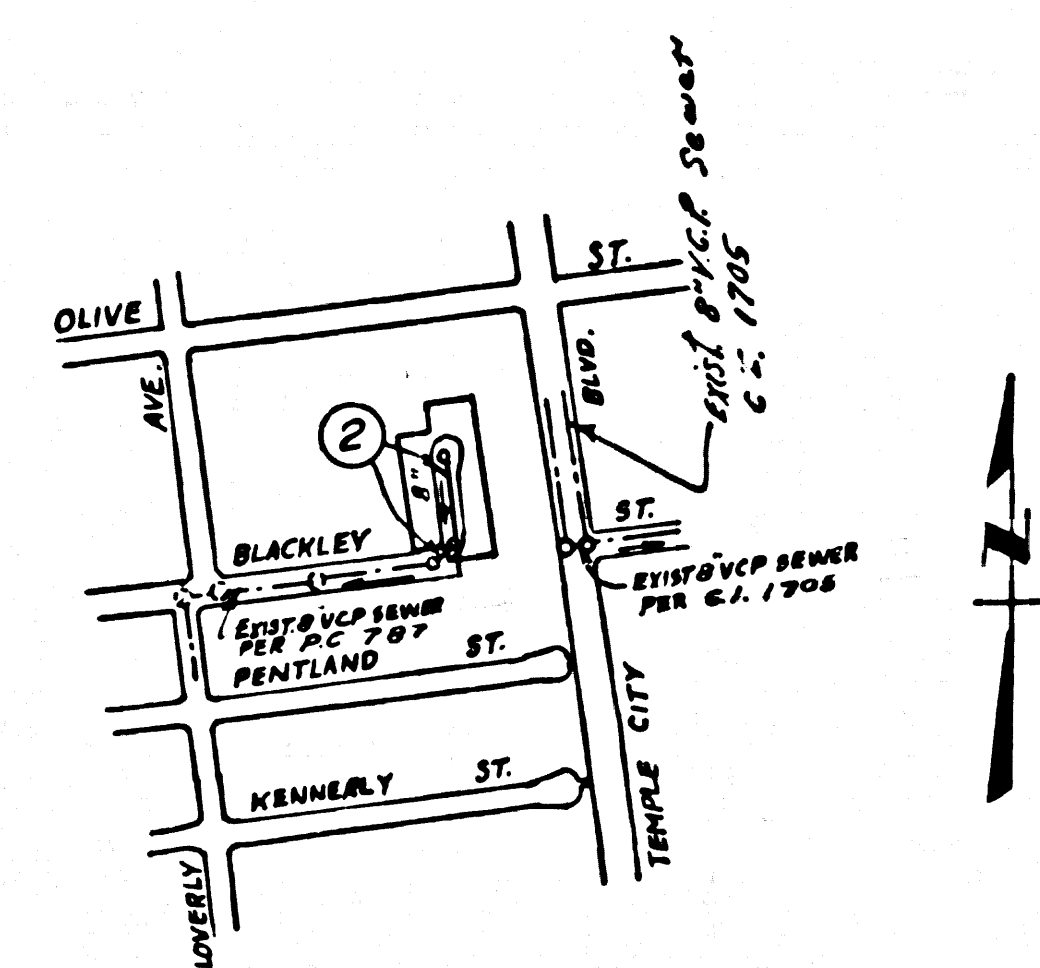 EXIST. 8" V.C.P. Sewer
C.I. 1705
ST.
OLIVE
BLVD.
AVE.
2
8"
ST.
BLACKLEY
EXIST 8" VCP SEWER
PER C.I. 1705
EXIST. 8" VCP SEWER
PER P.C 787
PENTLAND ST.
TEMPLE CITY
KENNERLY ST.
LOVERLY
N